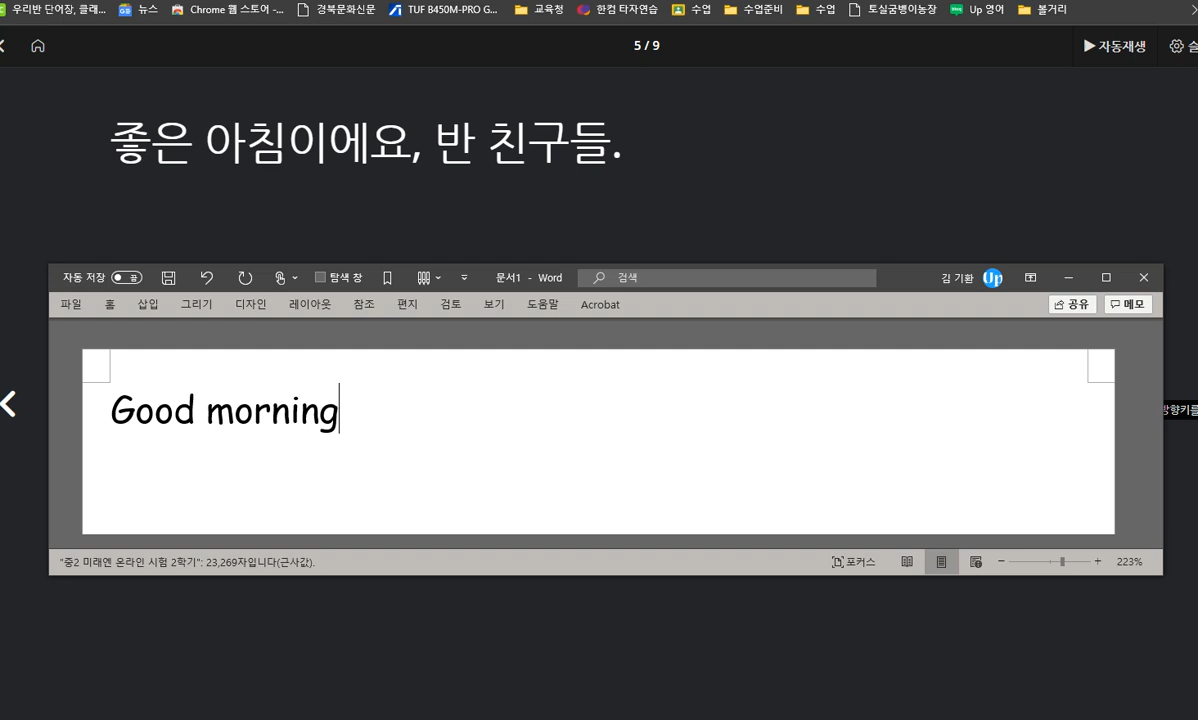 우리반 단어장, 클래... 뉴스 Chrome 웹 스토어 -... 경북문화신문 TUF B450M-PRO G... 교육청 한컴 타자연습 수업 수업준비 수업 토실굼벵이농장 Up 영어 볼거리
5 / 9 자동재생 슬
좋은 아침이에요, 반 친구들.
자동 저장 끔 탐색 창 문서1 - Word 검색 김 기환 Up
파일 홈 삽입 그리기 디자인 레이아웃 참조 편지 검토 보기 도움말 Acrobat 공유 메모
Good morning
방향키를
"중2 미래엔 온라인 시험 2학기": 23,269자입니다(근사값). 포커스 223%